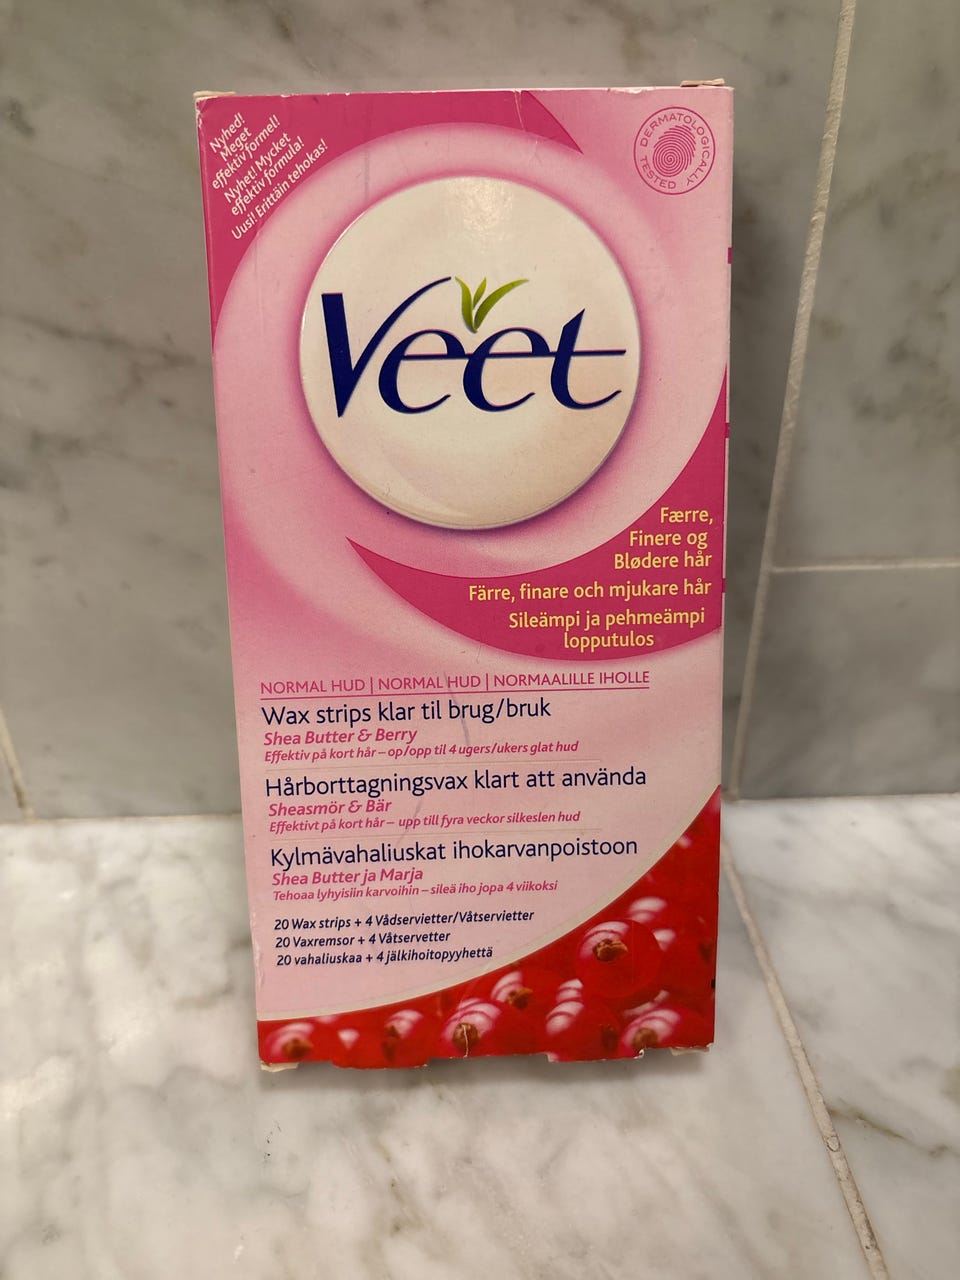 Nyhed!
Meget
effektiv formel!
Nyhet! Mycket
effektiv formula!
Uusi! Erittäin tehokas!
DERMATOLOGICALLY
TESTED
Veet
Færre,
Finere og
Blødere hår
Färre, finare och mjukare hår
Sileämpi ja pehmeämpi
lopputulos
NORMAL HUD | NORMAL HUD | NORMAALILLE IHOLLE
Wax strips klar til brug/bruk
Shea Butter & Berry
Effektiv på kort hår – op/opp til 4 ugers/ukers glat hud
Hårborttagningsvax klart att använda
Sheasmör & Bär
Effektivt på kort hår – upp till fyra veckor silkeslen hud
Kylmävahaliuskat ihokarvanpoistoon
Shea Butter ja Marja
Tehoaa lyhyisiin karvoihin – sileä iho jopa 4 viikoksi
20 Wax strips + 4 Vådservietter/Våtservietter
20 Vaxremsor + 4 Våtservetter
20 vahaliuskaa + 4 jälkihoitopyyhettä